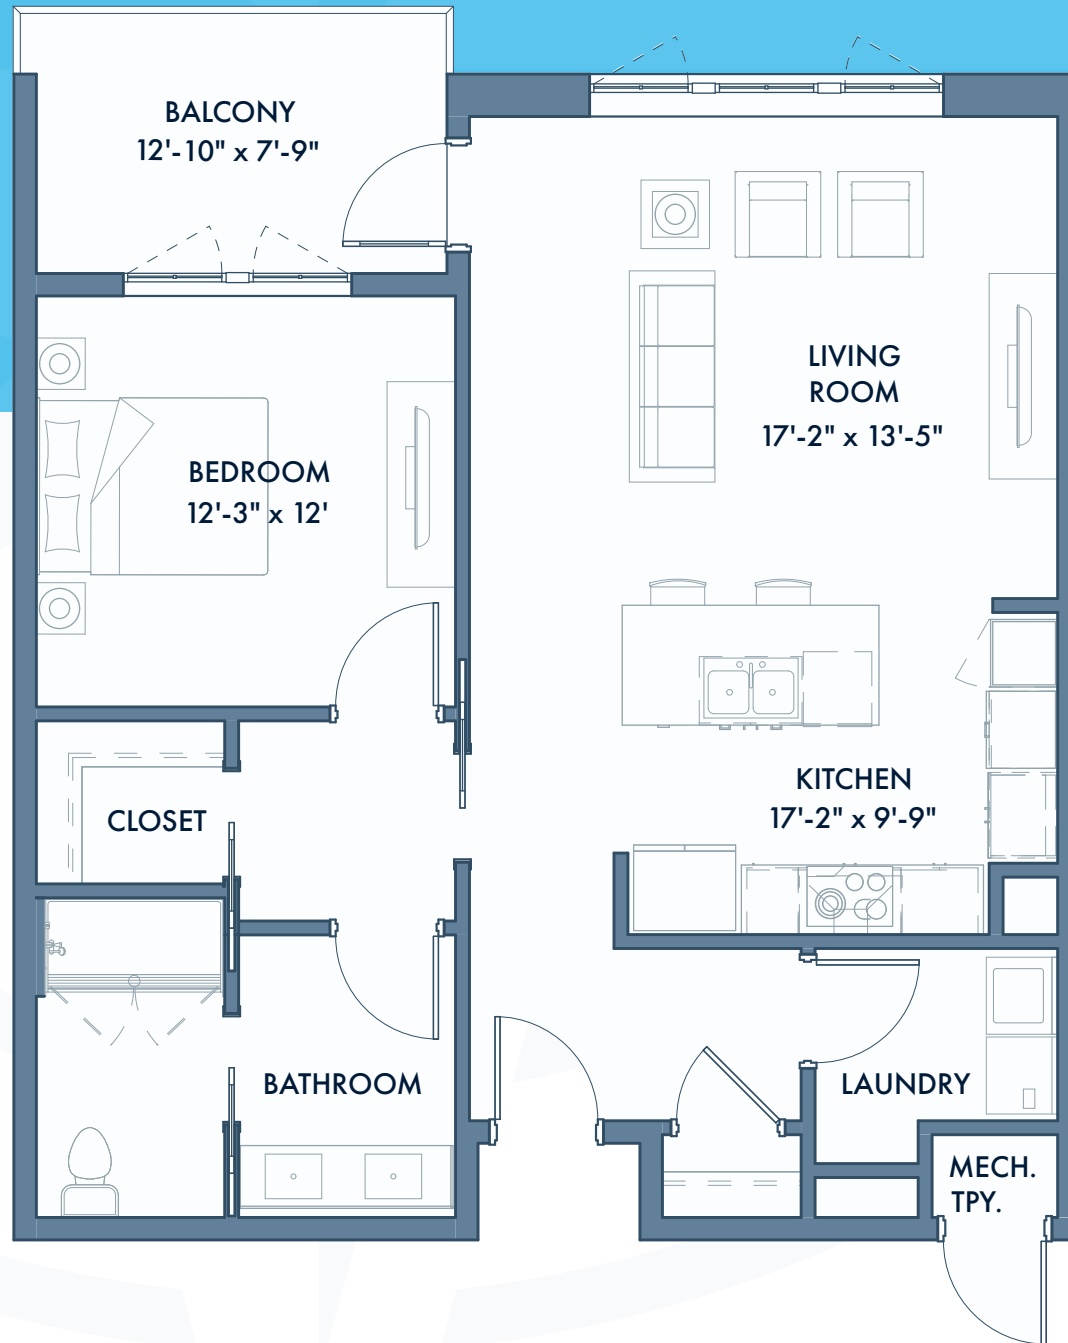 BALCONY
12'-10" x 7'-9"
LIVING
ROOM
17'-2" x 13'-5"
BEDROOM
12'-3" x 12'
KITCHEN
17'-2" x 9'-9"
CLOSET
BATHROOM
LAUNDRY
MECH.
TPY.